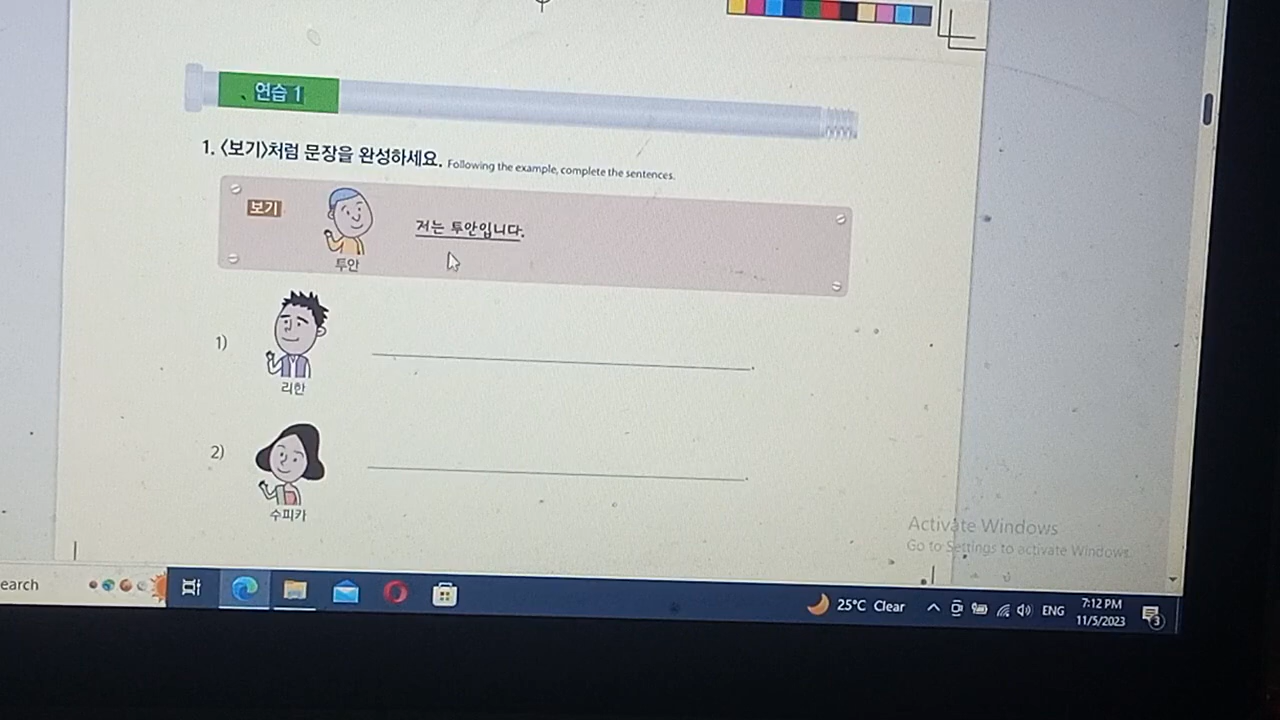 연습 1
1. 〈보기〉처럼 문장을 완성하세요. Following the example, complete the sentences.
보기
저는 투안입니다.
투안
1)
리한
2)
수피카
Activate Windows
Go to Settings to activate Windows.
earch
25°C Clear
ENG
7:12 PM
11/5/2023
3